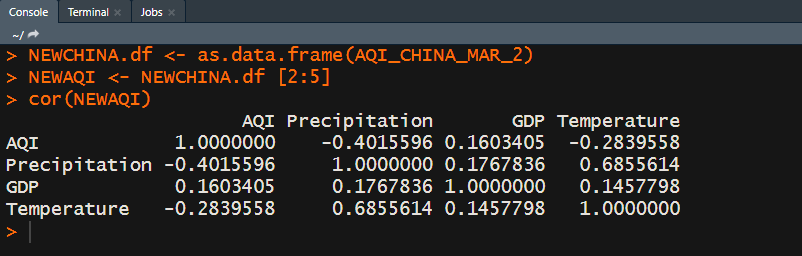 Console Terminal × Jobs ×
~/
> NEWCHINA.df <- as.data.frame(AQI_CHINA_MAR_2)
> NEWAQI <- NEWCHINA.df [2:5]
> cor(NEWAQI)
AQI Precipitation GDP Temperature
AQI 1.0000000 -0.4015596 0.1603405 -0.2839558
Precipitation -0.4015596 1.0000000 0.1767836 0.6855614
GDP 0.1603405 0.1767836 1.0000000 0.1457798
Temperature -0.2839558 0.6855614 0.1457798 1.0000000
>